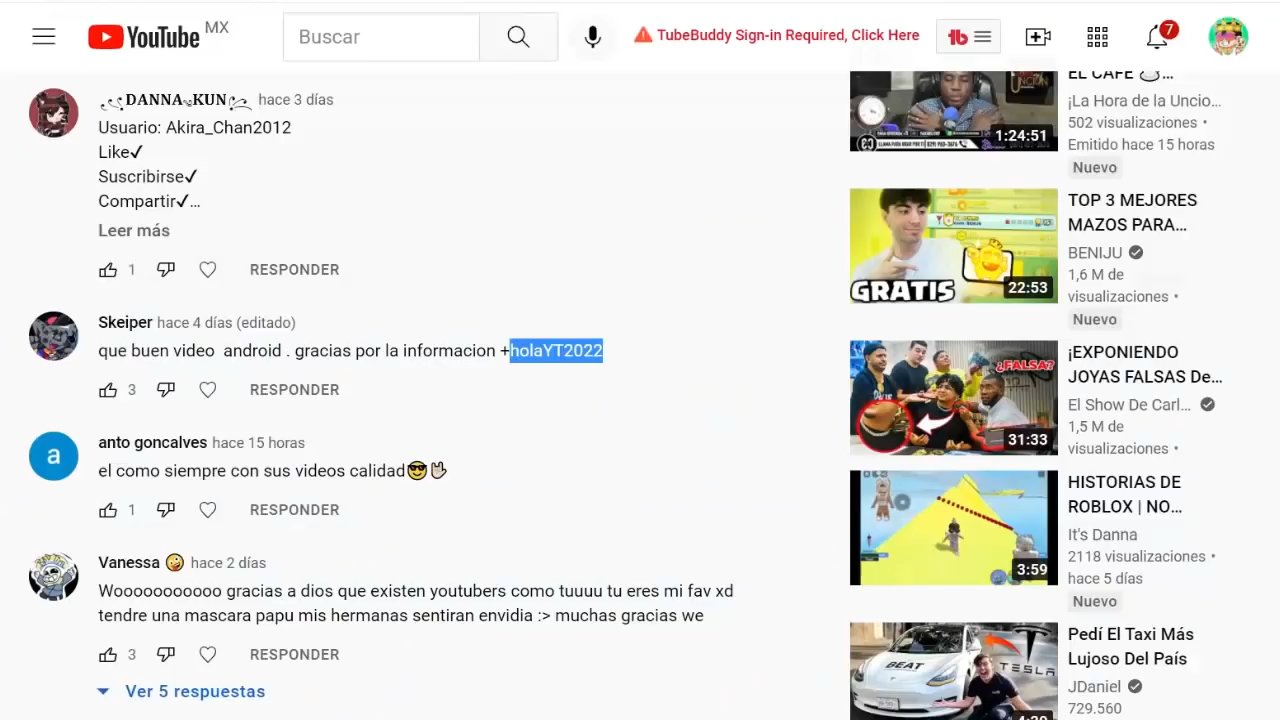 YouTube MX
Buscar
TubeBuddy Sign-in Required, Click Here
tb
7
DANNA KUN hace 3 días
Usuario: Akira_Chan2012
Like✓
Suscribirse✓
Compartir✓...
Leer más
1 RESPONDER
Skeiper hace 4 días (editado)
que buen video android . gracias por la informacion +holaYT2022
3 RESPONDER
a
anto goncalves hace 15 horas
el como siempre con sus videos calidad😎🤟
1 RESPONDER
Vanessa 🤪 hace 2 días
Wooooooooooo gracias a dios que existen youtubers como tuuuu tu eres mi fav xd
tendre una mascara papu mis hermanas sentiran envidia :> muchas gracias we
3 RESPONDER
Ver 5 respuestas
1:24:51
EL CAFE ☕...
¡La Hora de la Uncio...
502 visualizaciones •
Emitido hace 15 horas
Nuevo
GRATIS
22:53
TOP 3 MEJORES
MAZOS PARA...
BENIJU
1,6 M de
visualizaciones •
Nuevo
¿FALSA?
31:33
¡EXPONIENDO
JOYAS FALSAS De...
El Show De Carl...
1,5 M de
visualizaciones •
3:59
HISTORIAS DE
ROBLOX | NO...
It's Danna
2118 visualizaciones •
hace 5 días
Nuevo
BEAT
TESLA
Pedí El Taxi Más
Lujoso Del País
JDaniel
729.560